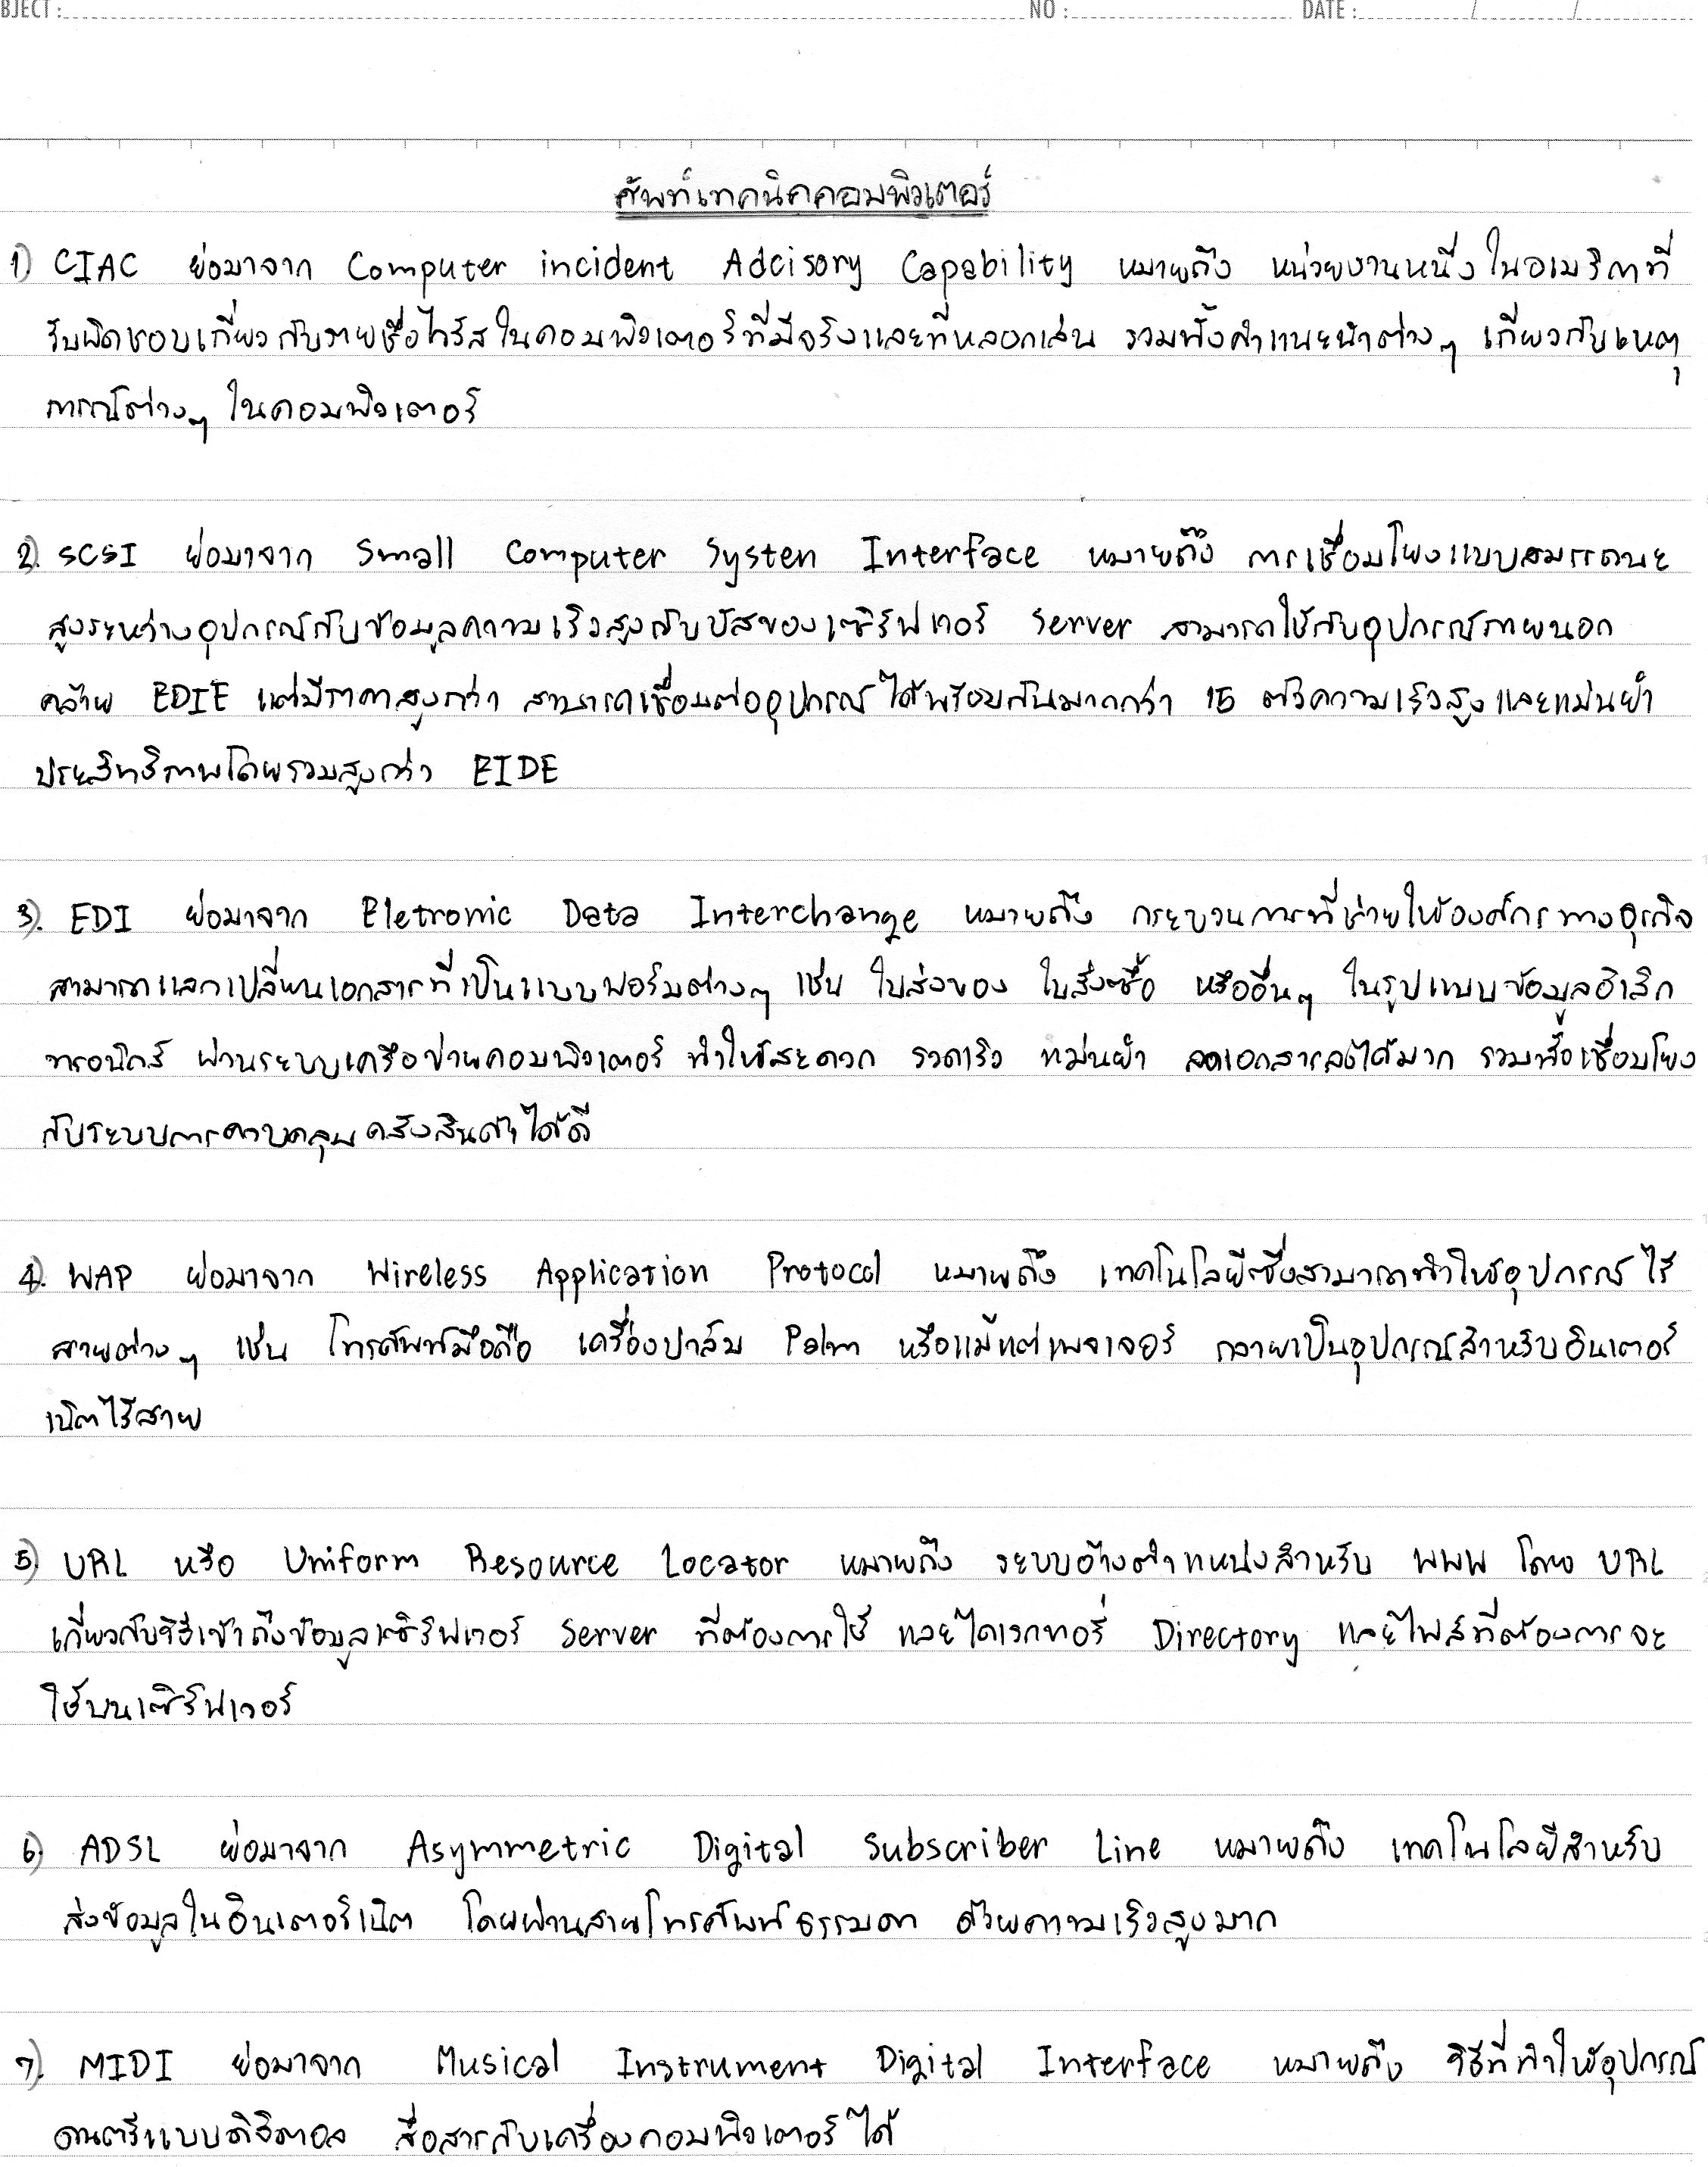 BJECT : NO : DATE : / /
ศัพท์เทคนิคคอมพิวเตอร์
1) CIAC ย่อมาจาก Computer incident Adcisory Capability หมายถึง หน่วยงานหนึ่งในอเมริกาที่
รับผิดชอบเกี่ยวกับรายชื่อไวรัสในคอมพิวเตอร์ที่มีจริงและที่หลอกเล่น รวมทั้งคำแนะนำต่างๆ เกี่ยวกับเหตุ
การณ์ต่างๆ ในคอมพิวเตอร์
2). SCSI ย่อมาจาก Small Computer Systen Interface หมายถึง การเชื่อมโยงแบบสมรรถนะ
สูงระหว่างอุปกรณ์กับข้อมูลความเร็วสูงกับบัสของเซิร์ฟเวอร์ Server สามารถใช้กับอุปกรณ์ภายนอก
คล้าย EDIE แต่มีราคาสูงกว่า สามารถเชื่อมต่ออุปกรณ์ได้พร้อมกันมากกว่า 15 ตัวความเร็วสูงและแม่นยำ
ประสิทธิภาพโดยรวมสูงกว่า EIDE
3). EDI ย่อมาจาก Eletronic Data Interchange หมายถึง กระบวนการที่ช่วยให้องค์กรทางธุรกิจ
สามารถแลกเปลี่ยนเอกสารที่เป็นแบบฟอร์มต่างๆ เช่น ใบส่งของ ใบสั่งซื้อ หรืออื่นๆ ในรูปแบบข้อมูลอิเล็ก
ทรอนิกส์ ผ่านระบบเครือข่ายคอมพิวเตอร์ ทำให้สะดวก รวดเร็ว แม่นยำ ลดเอกสารลงได้มาก รวมทั้งเชื่อมโยง
กับระบบการควบคลุมคลังสินค้าได้ดี
4). WAP ย่อมาจาก Wireless Application Protocol หมายถึง เทคโนโลยีซึ่งสามารถทำให้อุปกรณ์ไร้
สายต่างๆ เช่น โทรศัพท์มือถือ เครื่องปาล์ม Palm หรือแม้แต่เพจเจอร์ กลายเป็นอุปกรณ์สำหรับอินเตอร์
เน็ตไร้สาย
5) URL หรือ Uniform Resource Locator หมายถึง ระบบอ้างตำแหน่งสำหรับ WWW โดย URL
เกี่ยวกับวิธีเข้าถึงข้อมูลเซิร์ฟเวอร์ Server ที่ต้องการใช้ และไดเรกทอรี่ Directory และไฟล์ที่ต้องการจะ
ใช้บนเซิร์ฟเวอร์
6) ADSL ย่อมาจาก Asymmetric Digital Subscriber Line หมายถึง เทคโนโลยีสำหรับ
ส่งข้อมูลในอินเตอร์เน็ต โดยผ่านสายโทรศัพท์ธรรมดา ด้วยความเร็วสูงมาก
7). MIDI ย่อมาจาก Musical Instrument Digital Interface หมายถึง วิธีที่ทำให้อุปกรณ์
ดนตรีแบบดิจิตอล สื่อสารกับเครื่องคอมพิวเตอร์ได้